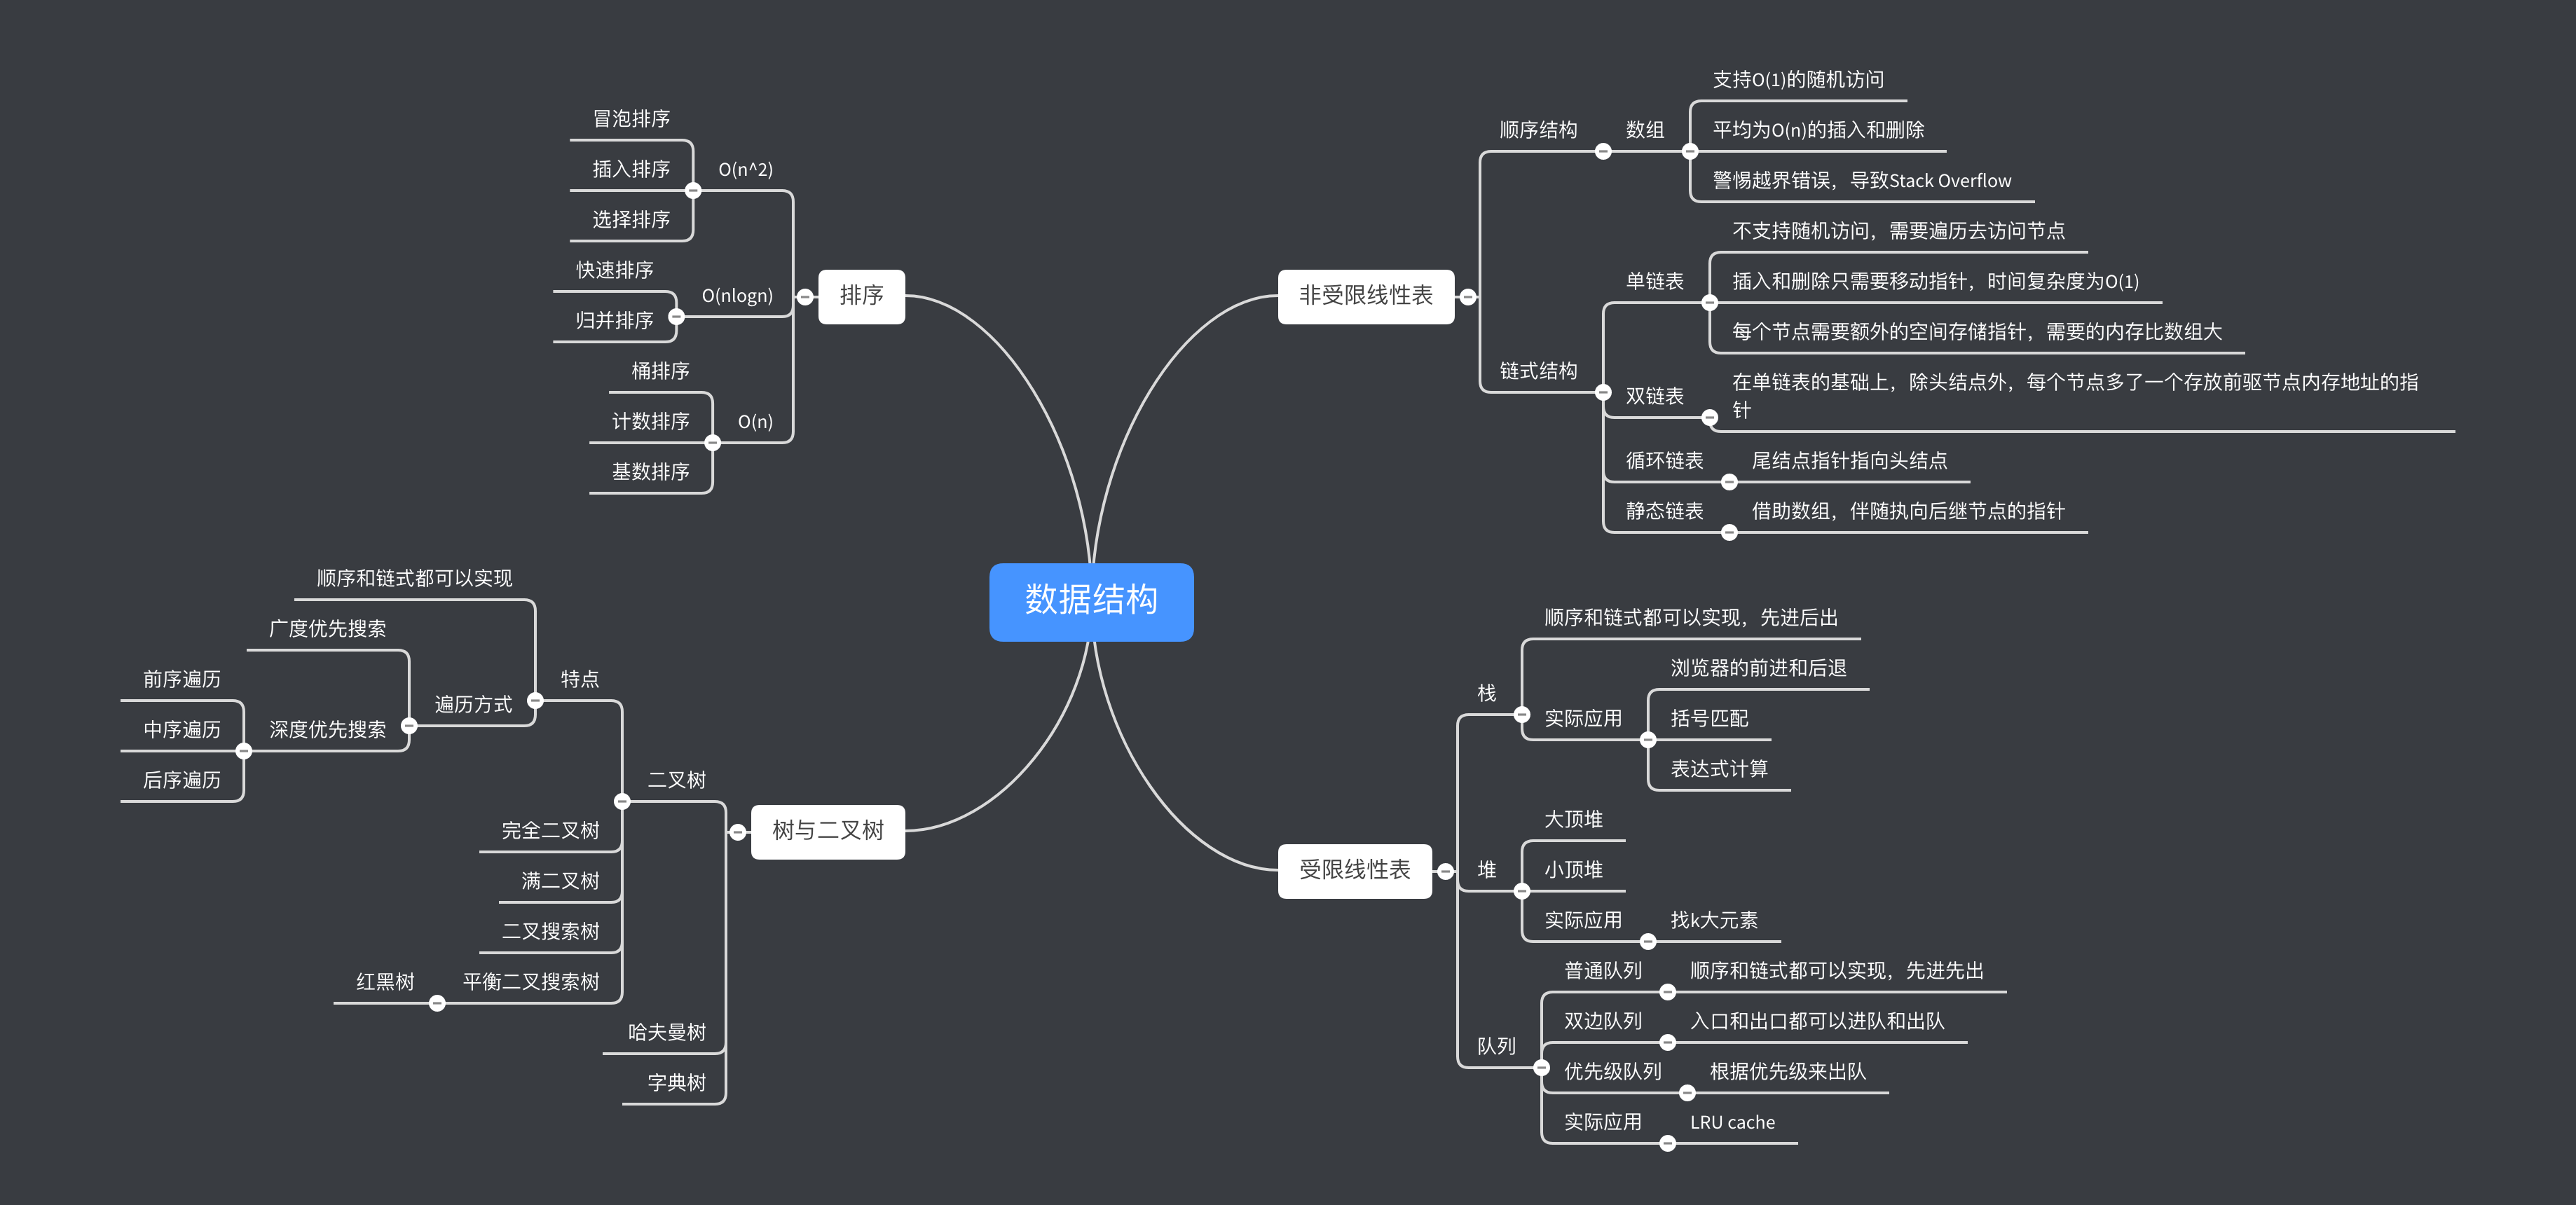 数据结构
非受限线性表
顺序结构
数组
支持O(1)的随机访问
平均为O(n)的插入和删除
警惕越界错误，导致Stack Overflow
链式结构
单链表
不支持随机访问，需要遍历去访问节点
插入和删除只需要移动指针，时间复杂度为O(1)
每个节点需要额外的空间存储指针，需要的内存比数组大
双链表
在单链表的基础上，除头结点外，每个节点多了一个存放前驱节点内存地址的指
针
循环链表
尾结点指针指向头结点
静态链表
借助数组，伴随执向后继节点的指针
受限线性表
栈
顺序和链式都可以实现，先进后出
实际应用
浏览器的前进和后退
括号匹配
表达式计算
堆
大顶堆
小顶堆
实际应用
找k大元素
队列
普通队列
顺序和链式都可以实现，先进先出
双边队列
入口和出口都可以进队和出队
优先级队列
根据优先级来出队
实际应用
LRU cache
排序
O(n^2)
冒泡排序
插入排序
选择排序
O(nlogn)
快速排序
归并排序
O(n)
桶排序
计数排序
基数排序
树与二叉树
二叉树
特点
顺序和链式都可以实现
遍历方式
广度优先搜索
深度优先搜索
前序遍历
中序遍历
后序遍历
完全二叉树
满二叉树
二叉搜索树
平衡二叉搜索树
红黑树
哈夫曼树
字典树